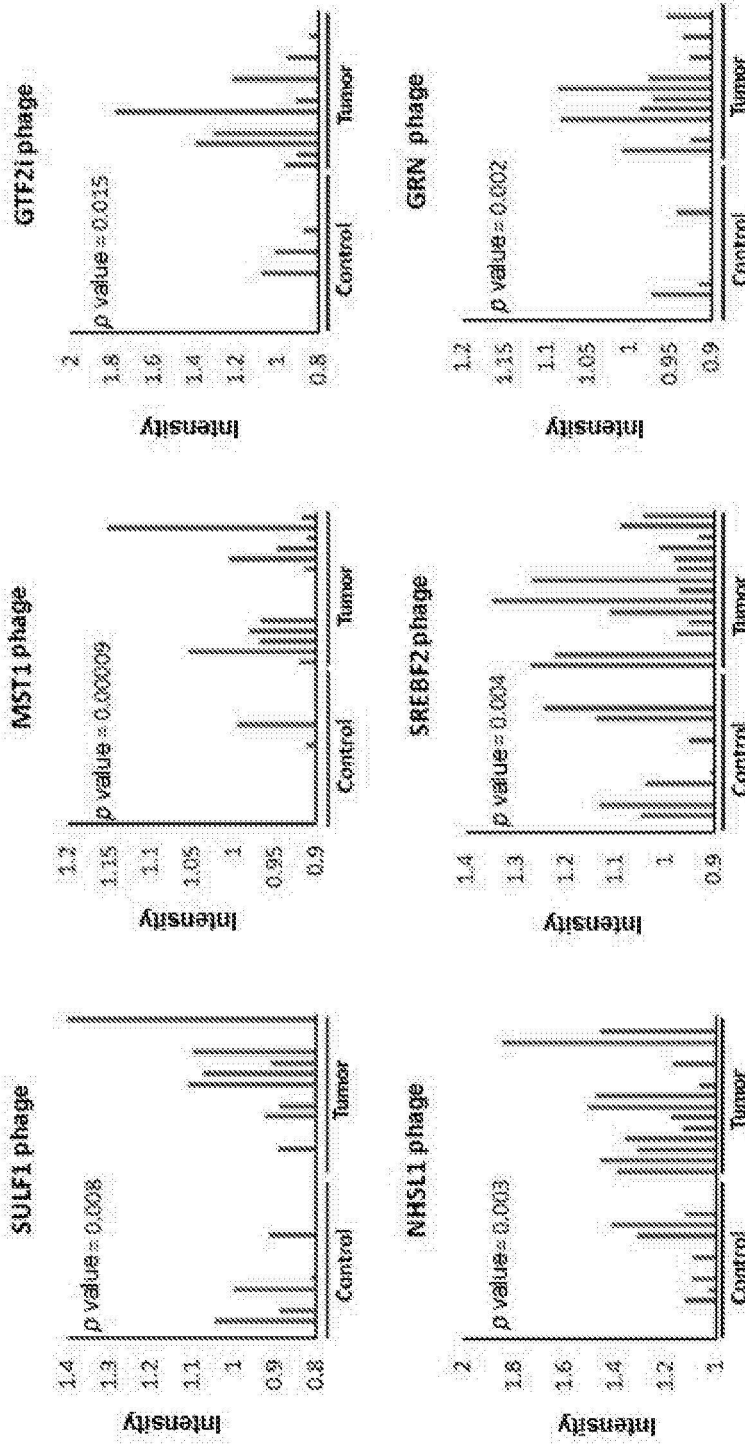 SULF1 phage
Intensity
1.4
1.3
1.2
1.1
1
0.9
0.8
p value = 0.008
Control
Tumor
MST1 phage
Intensity
1.2
1.15
1.1
1.05
1
0.95
0.9
p value = 0.00009
Control
Tumor
GTF2i phage
Intensity
2
1.8
1.6
1.4
1.2
1
0.8
p value = 0.015
Control
Tumor
NHSL1 phage
Intensity
2
1.8
1.6
1.4
1.2
1
p value = 0.003
Control
Tumor
SREBF2 phage
Intensity
1.4
1.3
1.2
1.1
1
0.9
p value = 0.004
Control
Tumor
GRN phage
Intensity
1.2
1.15
1.1
1.05
1
0.95
0.9
p value = 0.002
Control
Tumor